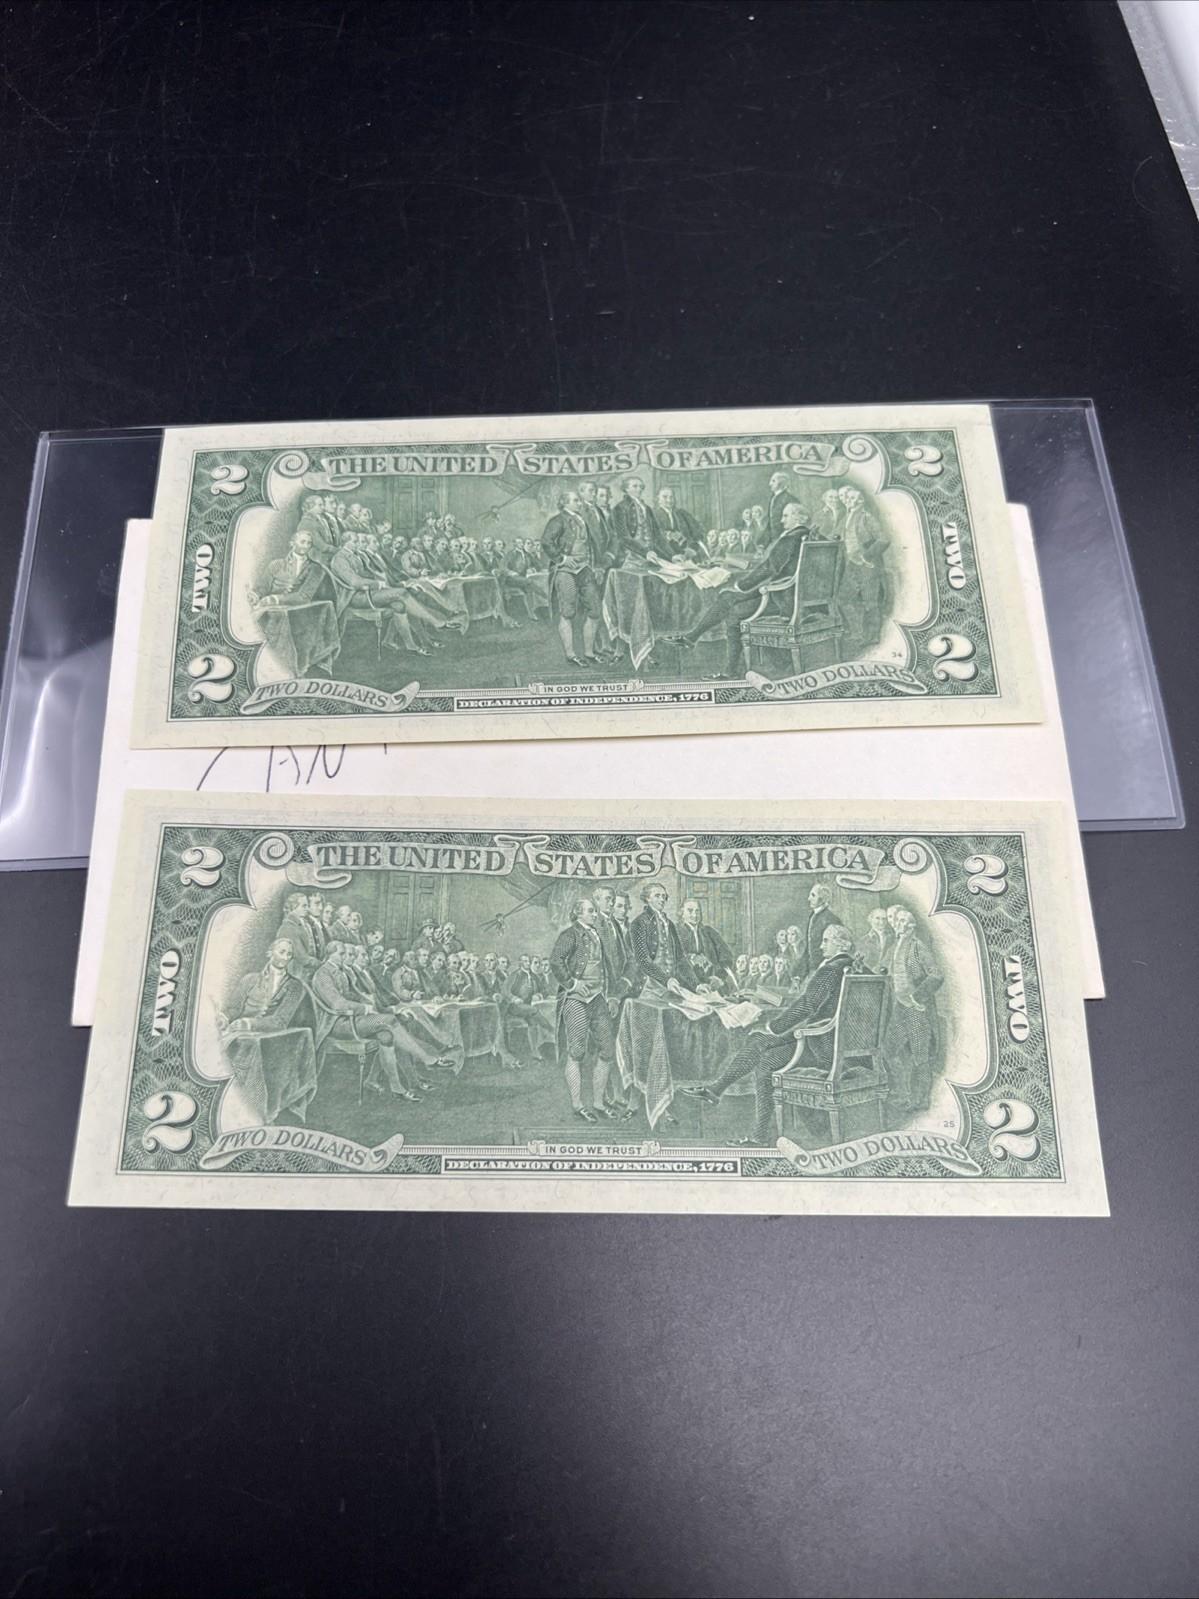 2 THE UNITED STATES OF AMERICA 2
TWO TWO
34
2 TWO DOLLARS IN GOD WE TRUST TWO DOLLARS 2
DECLARATION OF INDEPENDENCE, 1776
2 THE UNITED STATES OF AMERICA 2
TWO TWO
25
2 TWO DOLLARS IN GOD WE TRUST TWO DOLLARS 2
DECLARATION OF INDEPENDENCE, 1776